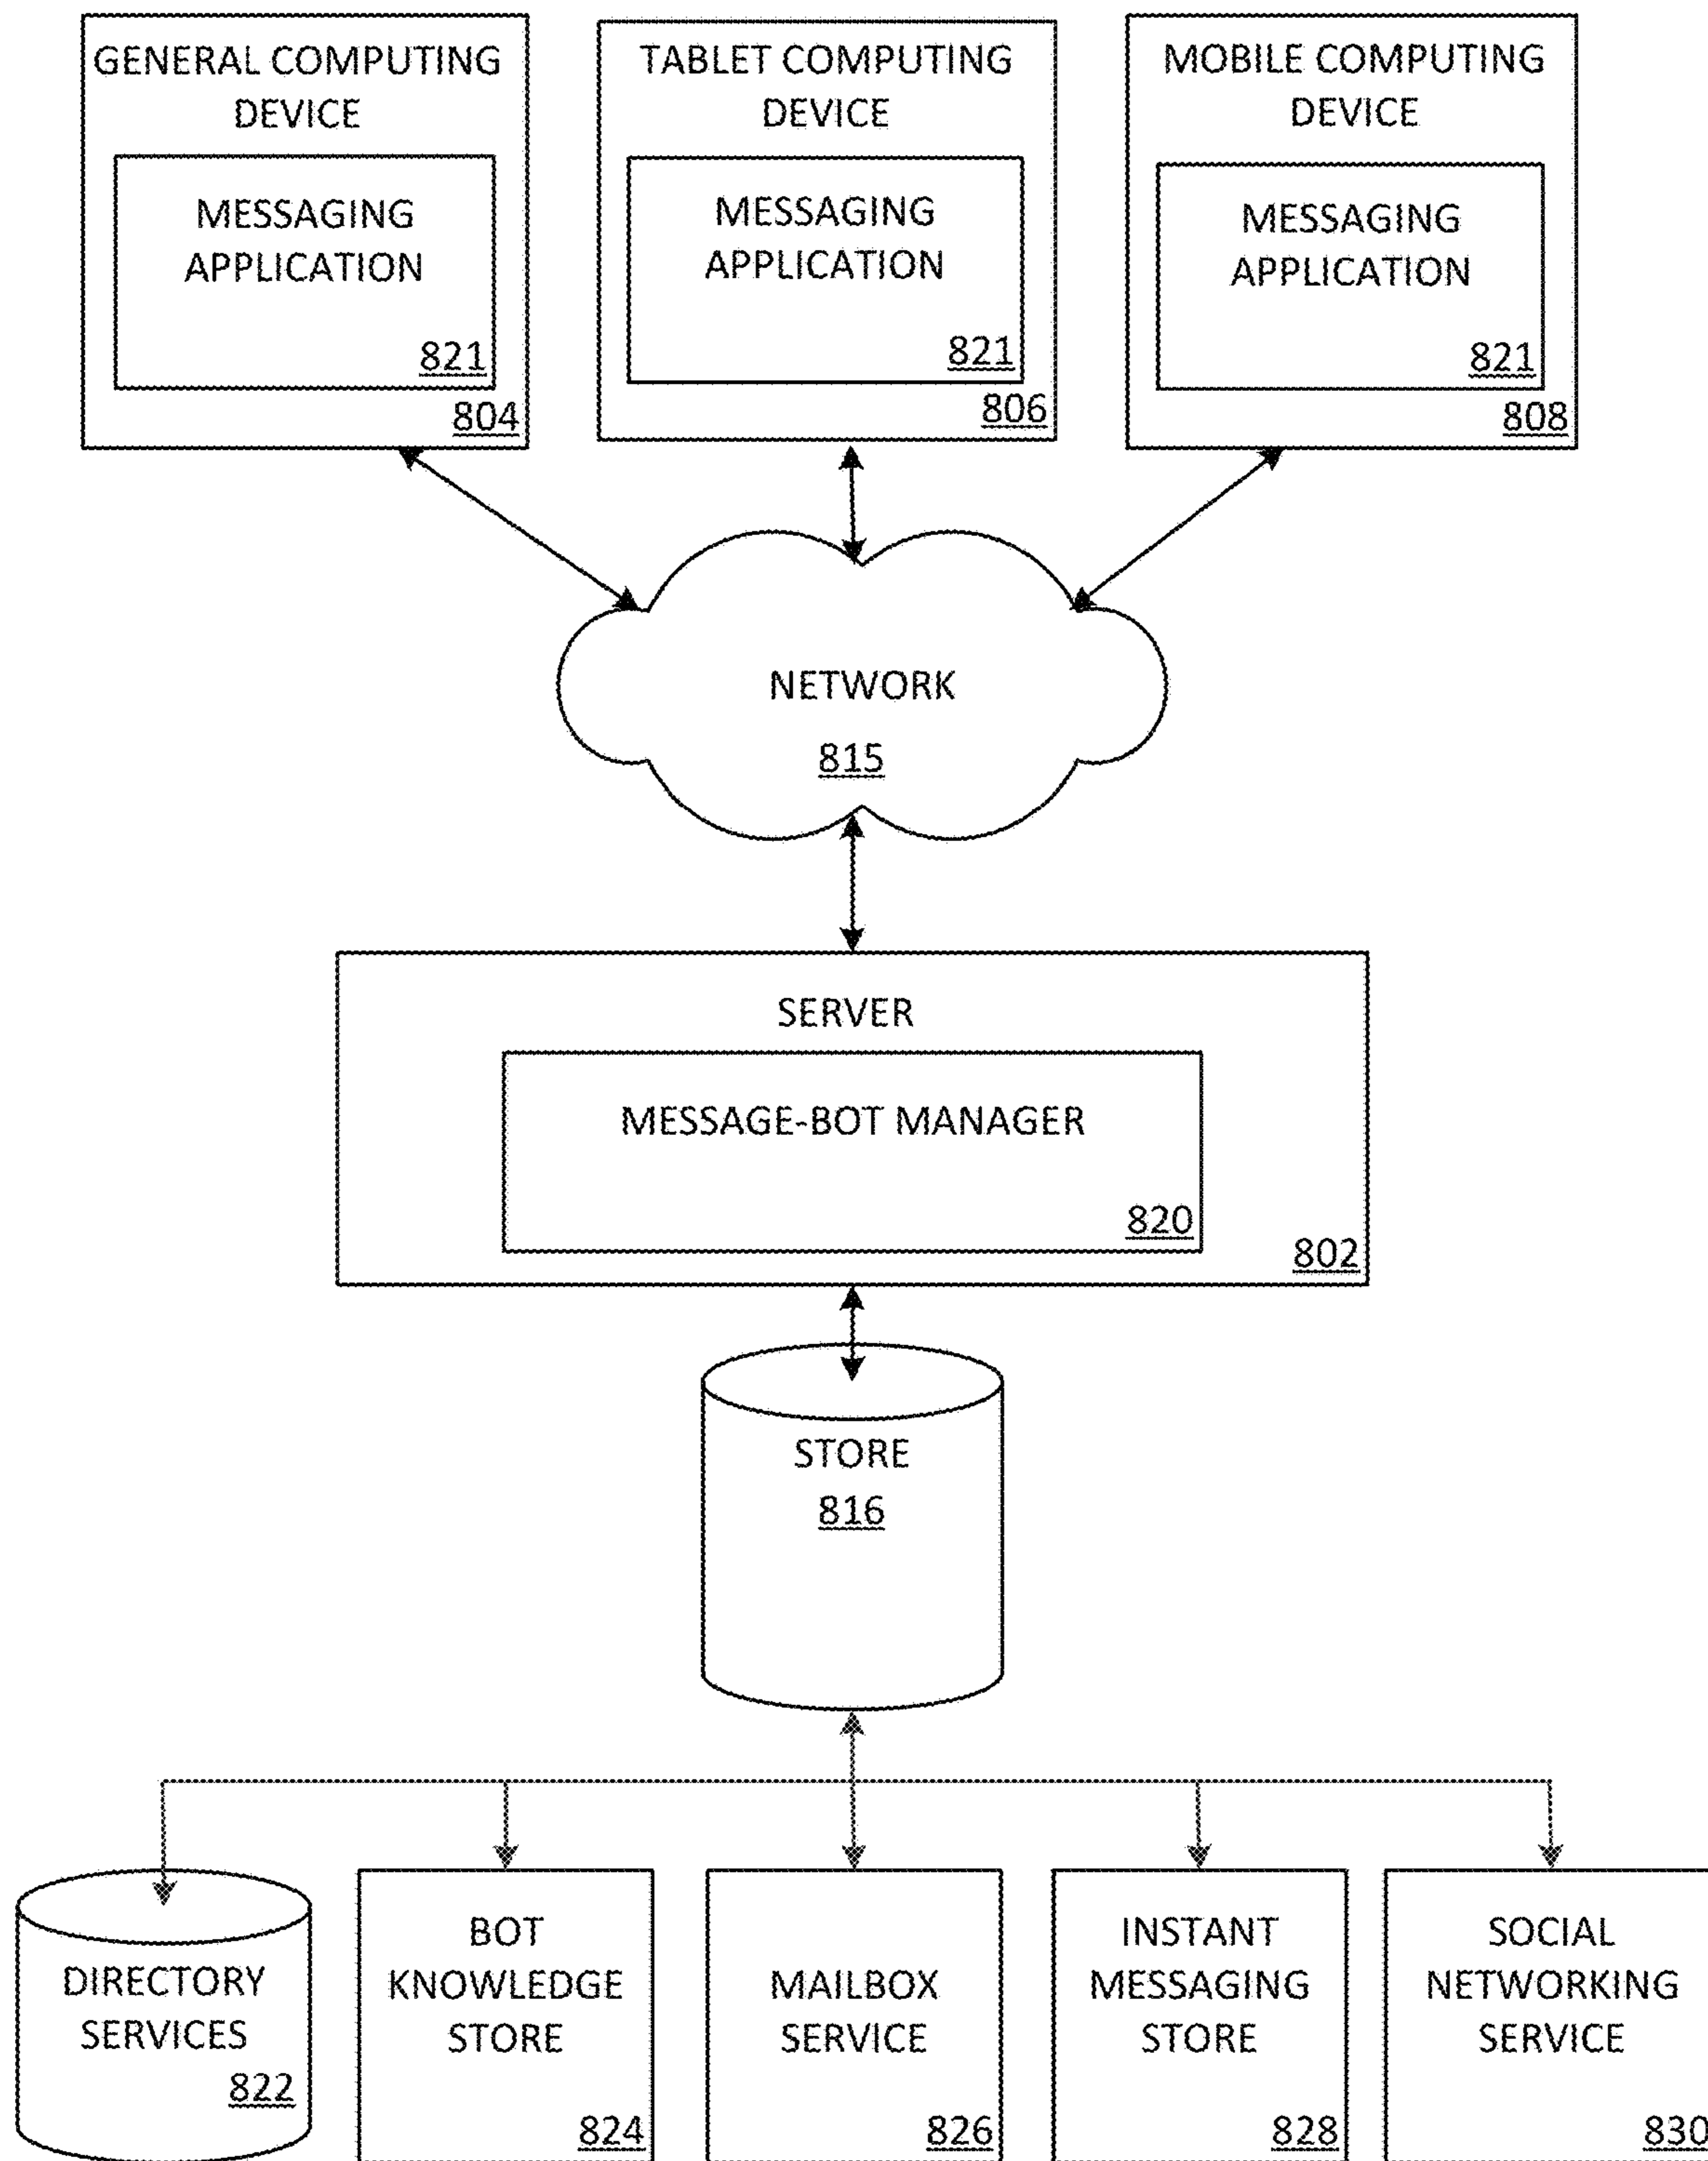 GENERAL COMPUTING
DEVICE
MESSAGING
APPLICATION
821
804
TABLET COMPUTING
DEVICE
MESSAGING
APPLICATION
821
806
MOBILE COMPUTING
DEVICE
MESSAGING
APPLICATION
821
808
NETWORK
815
SERVER
MESSAGE-BOT MANAGER
820
802
STORE
816
DIRECTORY
SERVICES
822
BOT
KNOWLEDGE
STORE
824
MAILBOX
SERVICE
826
INSTANT
MESSAGING
STORE
828
SOCIAL
NETWORKING
SERVICE
830